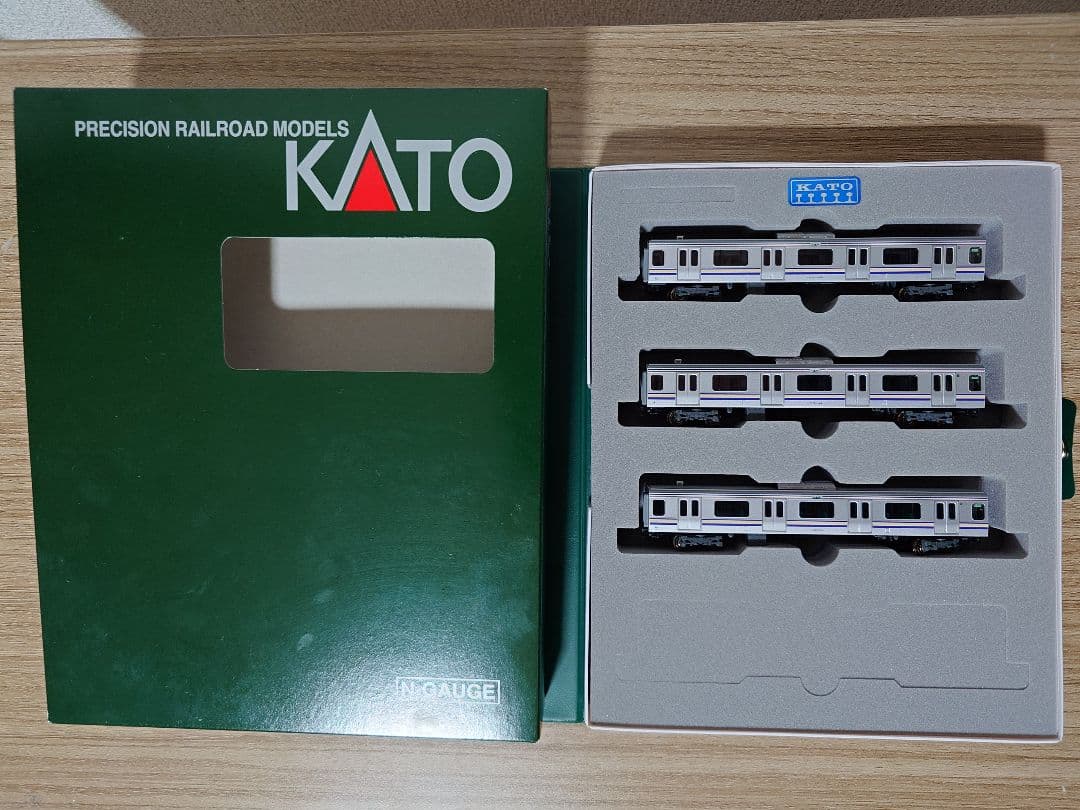 PRECISION RAILROAD MODELS
KATO
N GAUGE
KATO